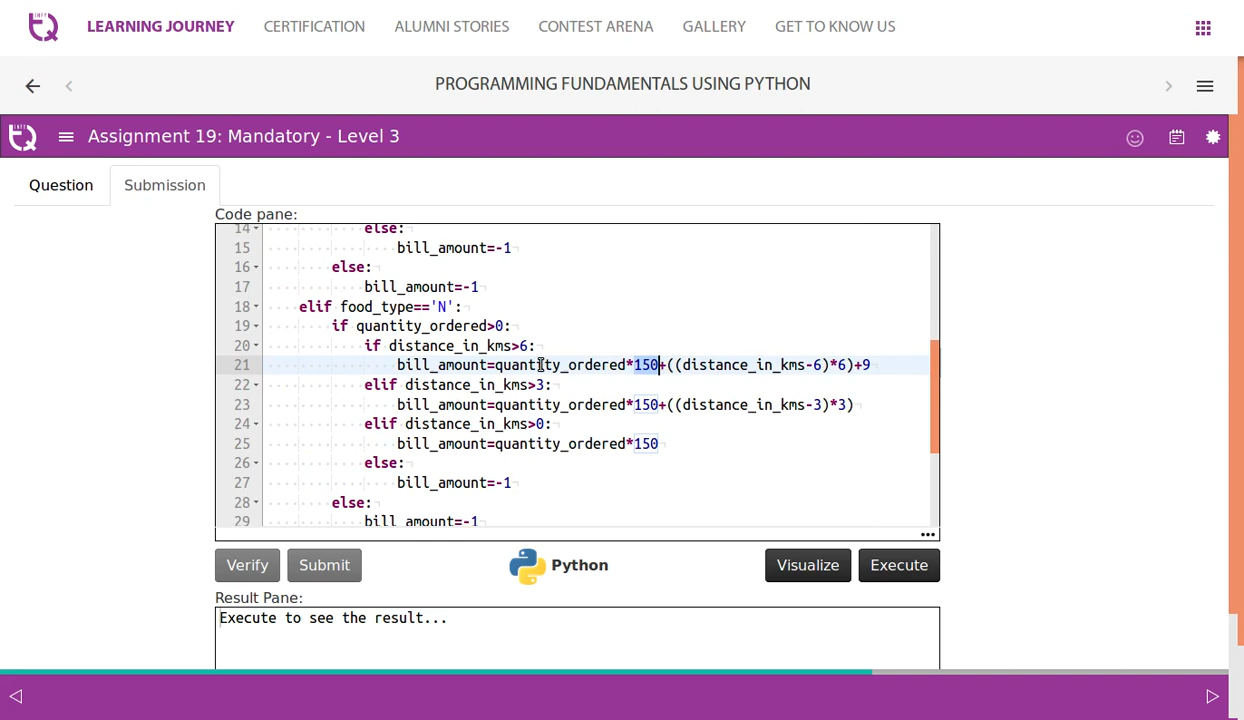 LEARNING JOURNEY CERTIFICATION ALUMNI STORIES CONTEST ARENA GALLERY GET TO KNOW US
PROGRAMMING FUNDAMENTALS USING PYTHON
Assignment 19: Mandatory - Level 3
Question Submission
Code pane:
14 else:
15 bill_amount=-1
16 else:
17 bill_amount=-1
18 elif food_type=='N':
19 if quantity_ordered>0:
20 if distance_in_kms>6:
21 bill_amount=quantity_ordered*150+((distance_in_kms-6)*6)+9
22 elif distance_in_kms>3:
23 bill_amount=quantity_ordered*150+((distance_in_kms-3)*3)
24 elif distance_in_kms>0:
25 bill_amount=quantity_ordered*150
26 else:
27 bill_amount=-1
28 else:
29 bill_amount=-1
Verify Submit Python Visualize Execute
Result Pane:
Execute to see the result...